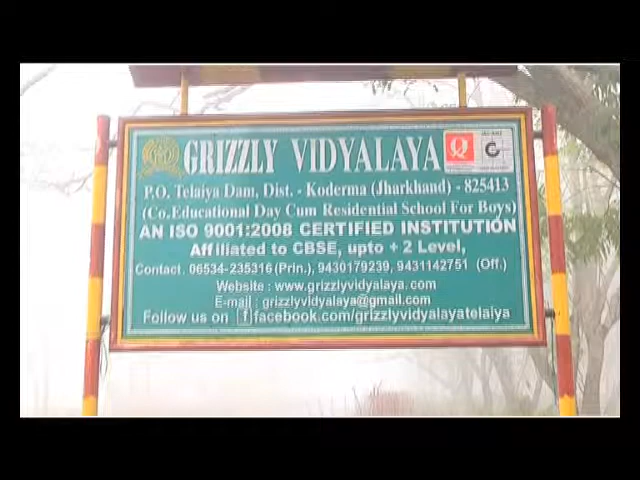 GRIZZLY VIDYALAYA
P.O. Telaiya Dam, Dist. - Koderma (Jharkhand) - 825413
(Co.Educational Day Cum Residential School For Boys)
AN ISO 9001:2008 CERTIFIED INSTITUTION
Affiliated to CBSE, upto + 2 Level,
Contact. 06534-235316 (Prin.), 9430179239, 9431142751 (Off.)
Website : www.grizzlyvidyalaya.com
E-mail : grizzlyvidyalaya@gmail.com
Follow us on f facebook.com/grizzlyvidyalayatelaiya